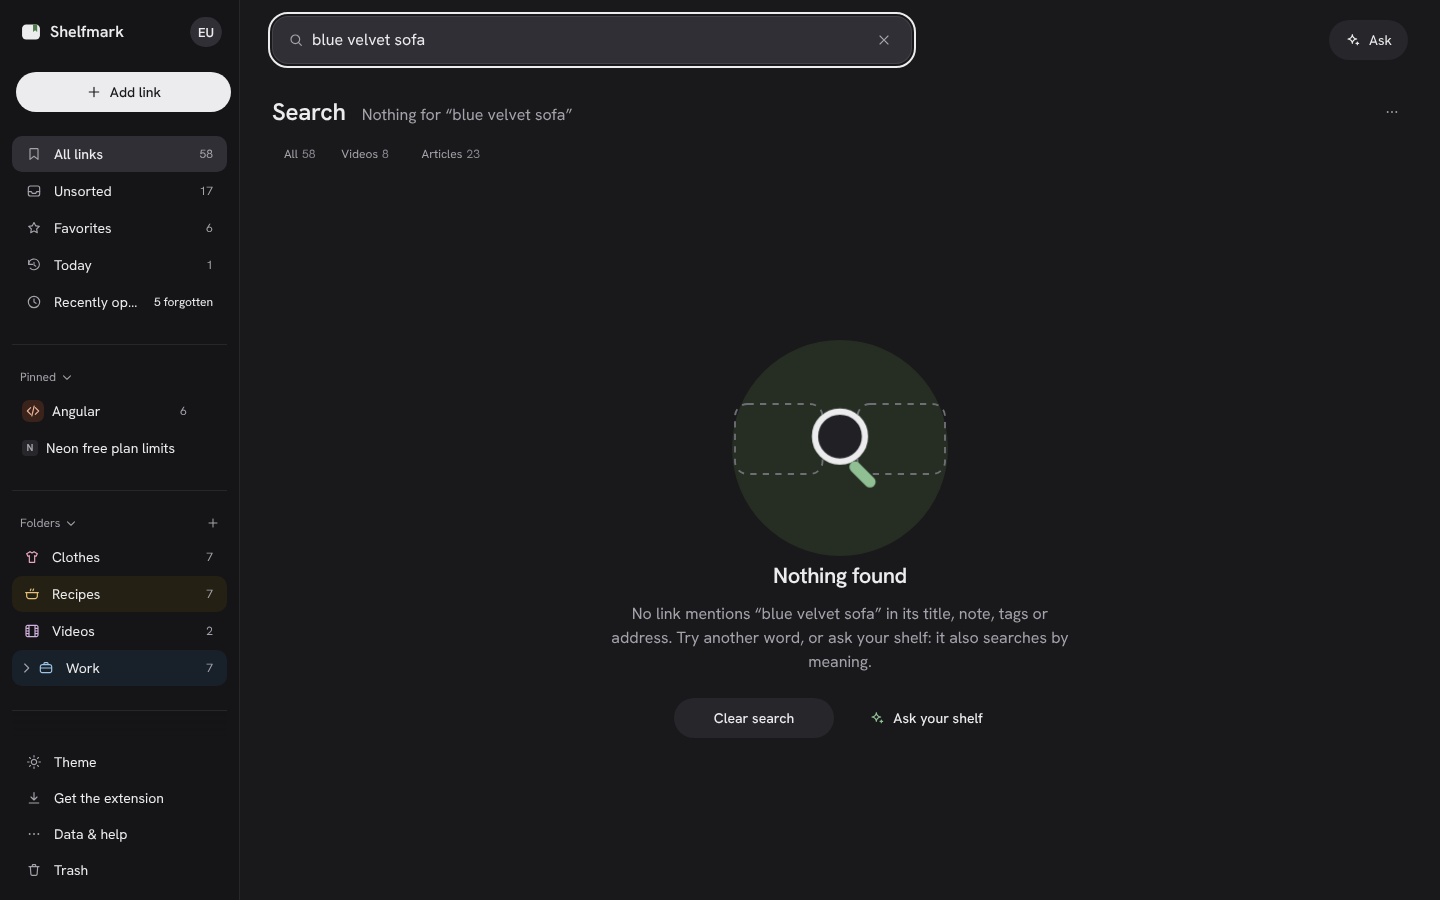 Shelfmark
EU
Add link
All links 58
Unsorted 17
Favorites 6
Today 1
Recently op... 5 forgotten
Pinned
Angular 6
N Neon free plan limits
Folders
Clothes 7
Recipes 7
Videos 2
Work 7
Theme
Get the extension
Data & help
Trash
blue velvet sofa
Ask
Search Nothing for “blue velvet sofa”
All 58 Videos 8 Articles 23
Nothing found
No link mentions “blue velvet sofa” in its title, note, tags or
address. Try another word, or ask your shelf: it also searches by
meaning.
Clear search Ask your shelf